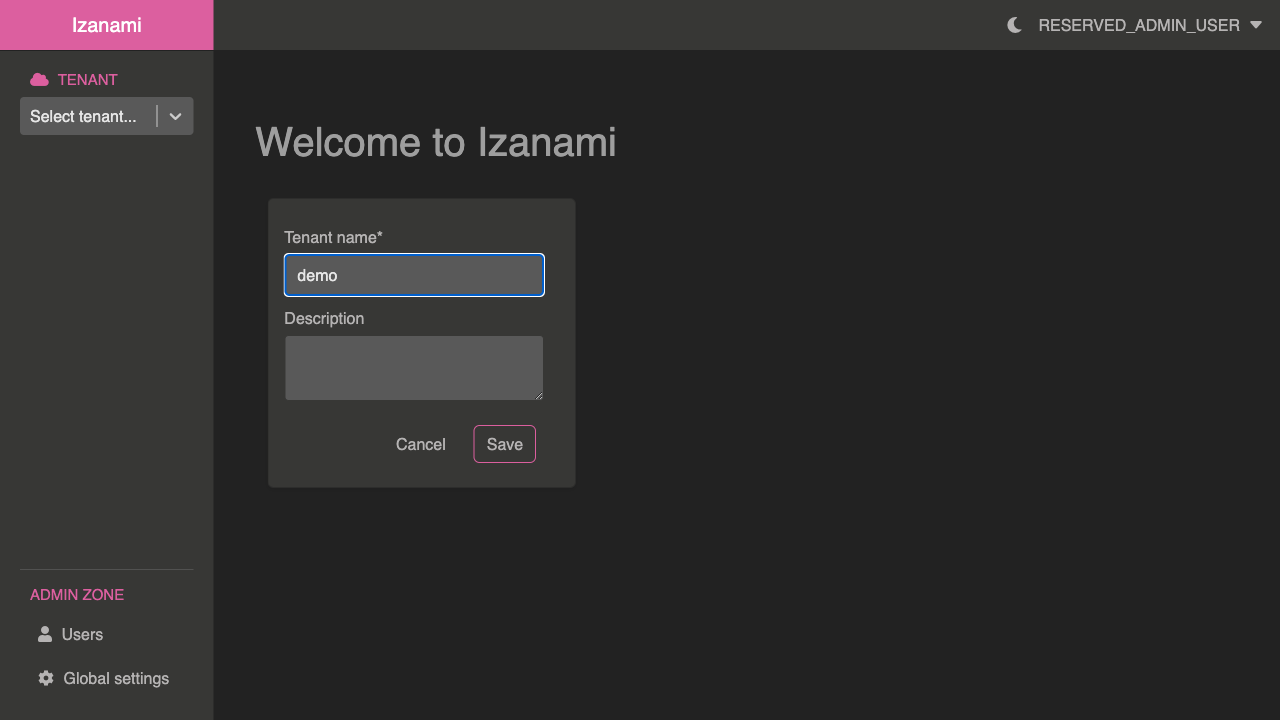 Izanami
RESERVED_ADMIN_USER
TENANT
Select tenant...
Welcome to Izanami
Tenant name*
demo
Description
Cancel
Save
ADMIN ZONE
Users
Global settings